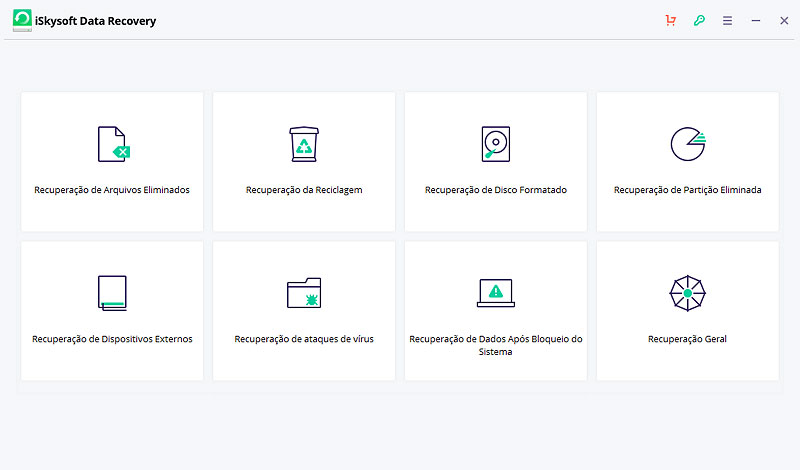 iSkysoft Data Recovery
Recuperação de Arquivos Eliminados
Recuperação da Reciclagem
Recuperação de Disco Formatado
Recuperação de Partição Eliminada
Recuperação de Dispositivos Externos
Recuperação de ataques de vírus
Recuperação de Dados Após Bloqueio do
Sistema
Recuperação Geral